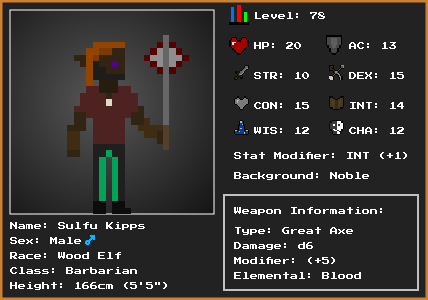 Level: 78
HP: 20 AC: 13
STR: 10 DEX: 15
CON: 15 INT: 14
WIS: 12 CHA: 12
Stat Modifier: INT (+1)
Background: Noble
Name: Sulfu Kipps
Sex: Male♂
Race: Wood Elf
Class: Barbarian
Height: 166cm (5'5")
Weapon Information:
Type: Great Axe
Damage: d6
Modifier: (+5)
Elemental: Blood